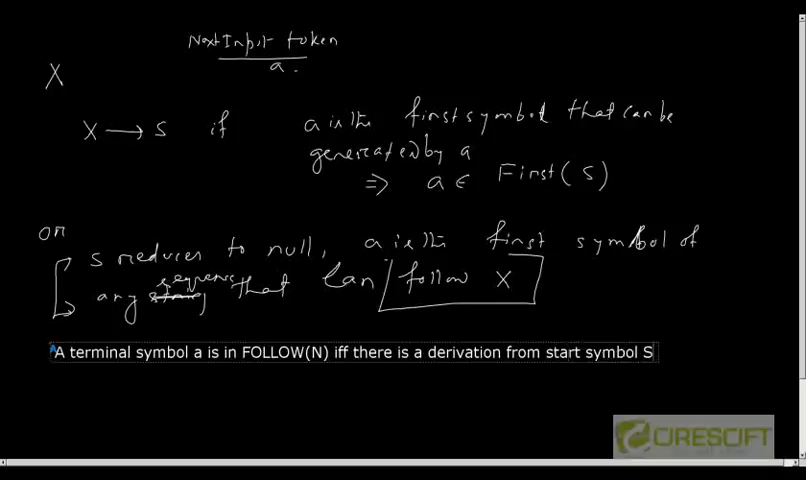 Next Input token
a.
X
X → S if a is the first symbol that can be
generated by a
⇒ a ∈ First(S)
or
S reduces to null, a is the first symbol of
any sequence that can follow X
A terminal symbol a is in FOLLOW(N) iff there is a derivation from start symbol S
CIRESCIFT